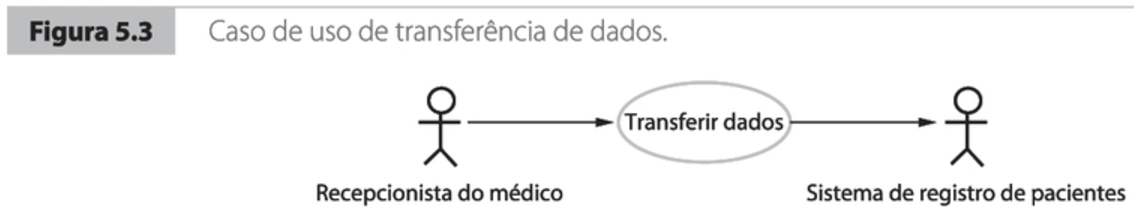 Figura 5.3 Caso de uso de transferência de dados.
Transferir dados
Recepcionista do médico
Sistema de registro de pacientes